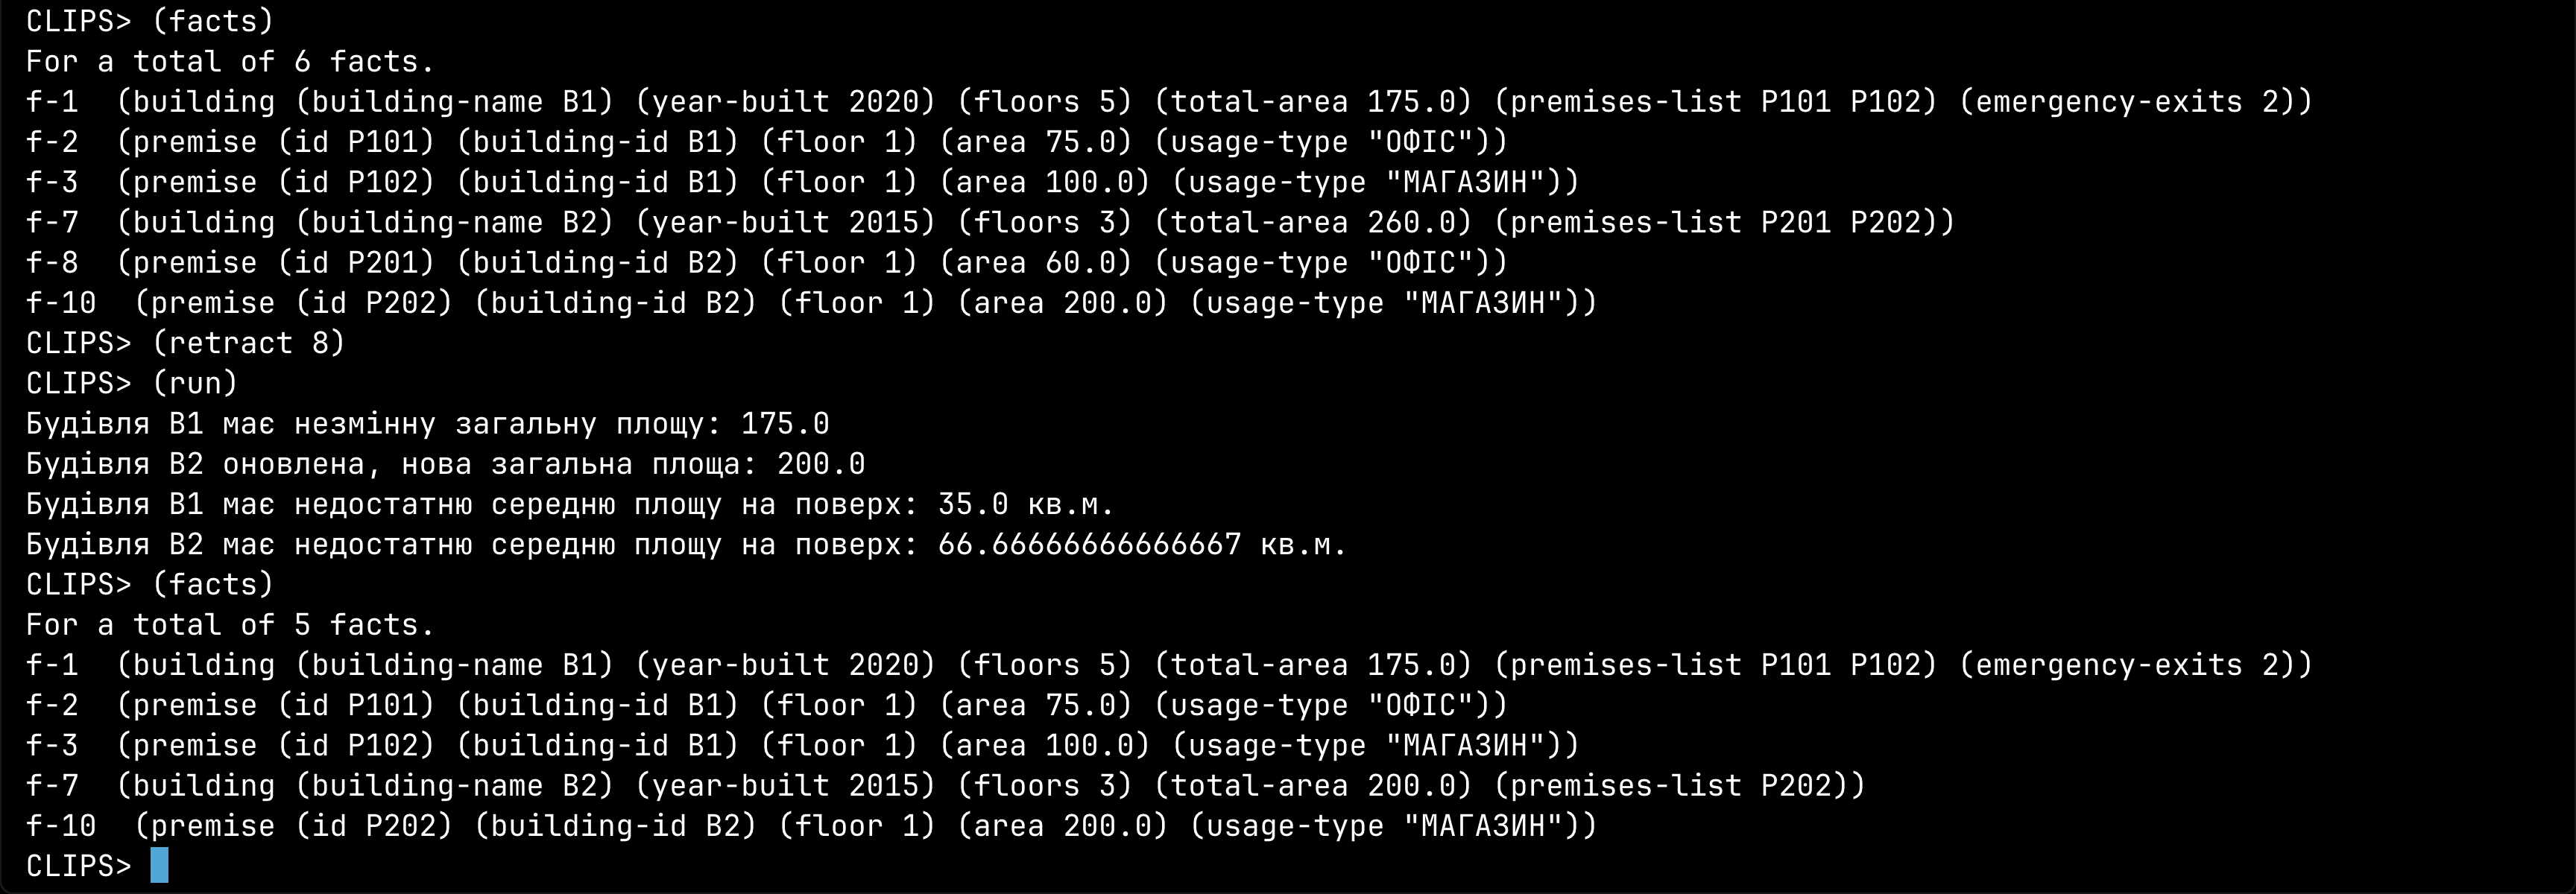 CLIPS> (facts)
For a total of 6 facts.
f-1  (building (building-name B1) (year-built 2020) (floors 5) (total-area 175.0) (premises-list P101 P102) (emergency-exits 2))
f-2  (premise (id P101) (building-id B1) (floor 1) (area 75.0) (usage-type "ОФІС"))
f-3  (premise (id P102) (building-id B1) (floor 1) (area 100.0) (usage-type "МАГАЗИН"))
f-7  (building (building-name B2) (year-built 2015) (floors 3) (total-area 260.0) (premises-list P201 P202))
f-8  (premise (id P201) (building-id B2) (floor 1) (area 60.0) (usage-type "ОФІС"))
f-10  (premise (id P202) (building-id B2) (floor 1) (area 200.0) (usage-type "МАГАЗИН"))
CLIPS> (retract 8)
CLIPS> (run)
Будівля B1 має незмінну загальну площу: 175.0
Будівля B2 оновлена, нова загальна площа: 200.0
Будівля B1 має недостатню середню площу на поверх: 35.0 кв.м.
Будівля B2 має недостатню середню площу на поверх: 66.66666666666667 кв.м.
CLIPS> (facts)
For a total of 5 facts.
f-1  (building (building-name B1) (year-built 2020) (floors 5) (total-area 175.0) (premises-list P101 P102) (emergency-exits 2))
f-2  (premise (id P101) (building-id B1) (floor 1) (area 75.0) (usage-type "ОФІС"))
f-3  (premise (id P102) (building-id B1) (floor 1) (area 100.0) (usage-type "МАГАЗИН"))
f-7  (building (building-name B2) (year-built 2015) (floors 3) (total-area 200.0) (premises-list P202))
f-10  (premise (id P202) (building-id B2) (floor 1) (area 200.0) (usage-type "МАГАЗИН"))
CLIPS>